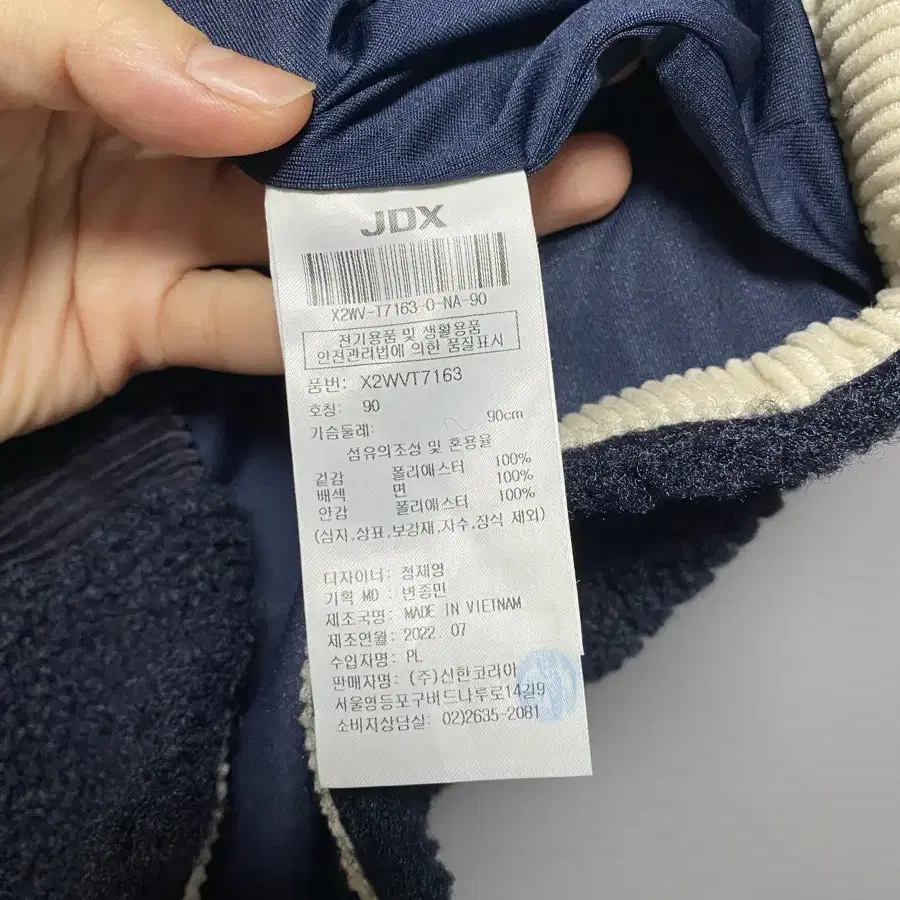 JDX
X2WV-T7163-0-NA-90
전기용품 및 생활용품
안전관리법에 의한 품질표시
품번: X2WVT7163
호칭: 90
가슴둘레: 90cm
섬유의조성 및 혼용율
겉감 폴리에스터 100%
배색 면 100%
안감 폴리에스터 100%
(심지,상표,보강재,자수,장식 제외)
디자이너: 정재영
기획 MD : 변종민
제조국명: MADE IN VIETNAM
제조연월: 2022. 07
수입자명: PL
판매자명: (주)신한코리아
서울영등포구버드나루로14길9
소비자상담실: 02)2635-2081